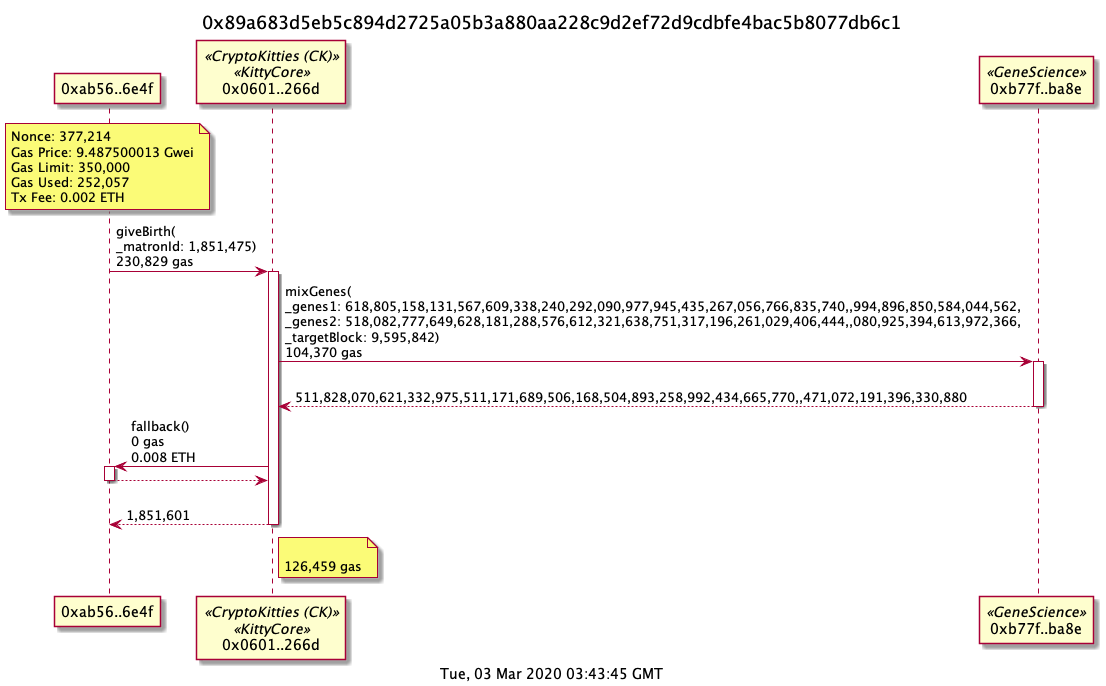 0x89a683d5eb5c894d2725a05b3a880aa228c9d2ef72d9cdbfe4bac5b8077db6c1
«CryptoKitties (CK)»
«KittyCore»
0x0601..266d
0xab56..6e4f
«GeneScience»
0xb77f..ba8e
Nonce: 377,214
Gas Price: 9.487500013 Gwei
Gas Limit: 350,000
Gas Used: 252,057
Tx Fee: 0.002 ETH
giveBirth(
_matronId: 1,851,475)
230,829 gas
mixGenes(
_genes1: 618,805,158,131,567,609,338,240,292,090,977,945,435,267,056,766,835,740,,994,896,850,584,044,562,
_genes2: 518,082,777,649,628,181,288,576,612,321,638,751,317,196,261,029,406,444,,080,925,394,613,972,366,
_targetBlock: 9,595,842)
104,370 gas
511,828,070,621,332,975,511,171,689,506,168,504,893,258,992,434,665,770,,471,072,191,396,330,880
fallback()
0 gas
0.008 ETH
1,851,601
126,459 gas
0xab56..6e4f
«CryptoKitties (CK)»
«KittyCore»
0x0601..266d
«GeneScience»
0xb77f..ba8e
Tue, 03 Mar 2020 03:43:45 GMT